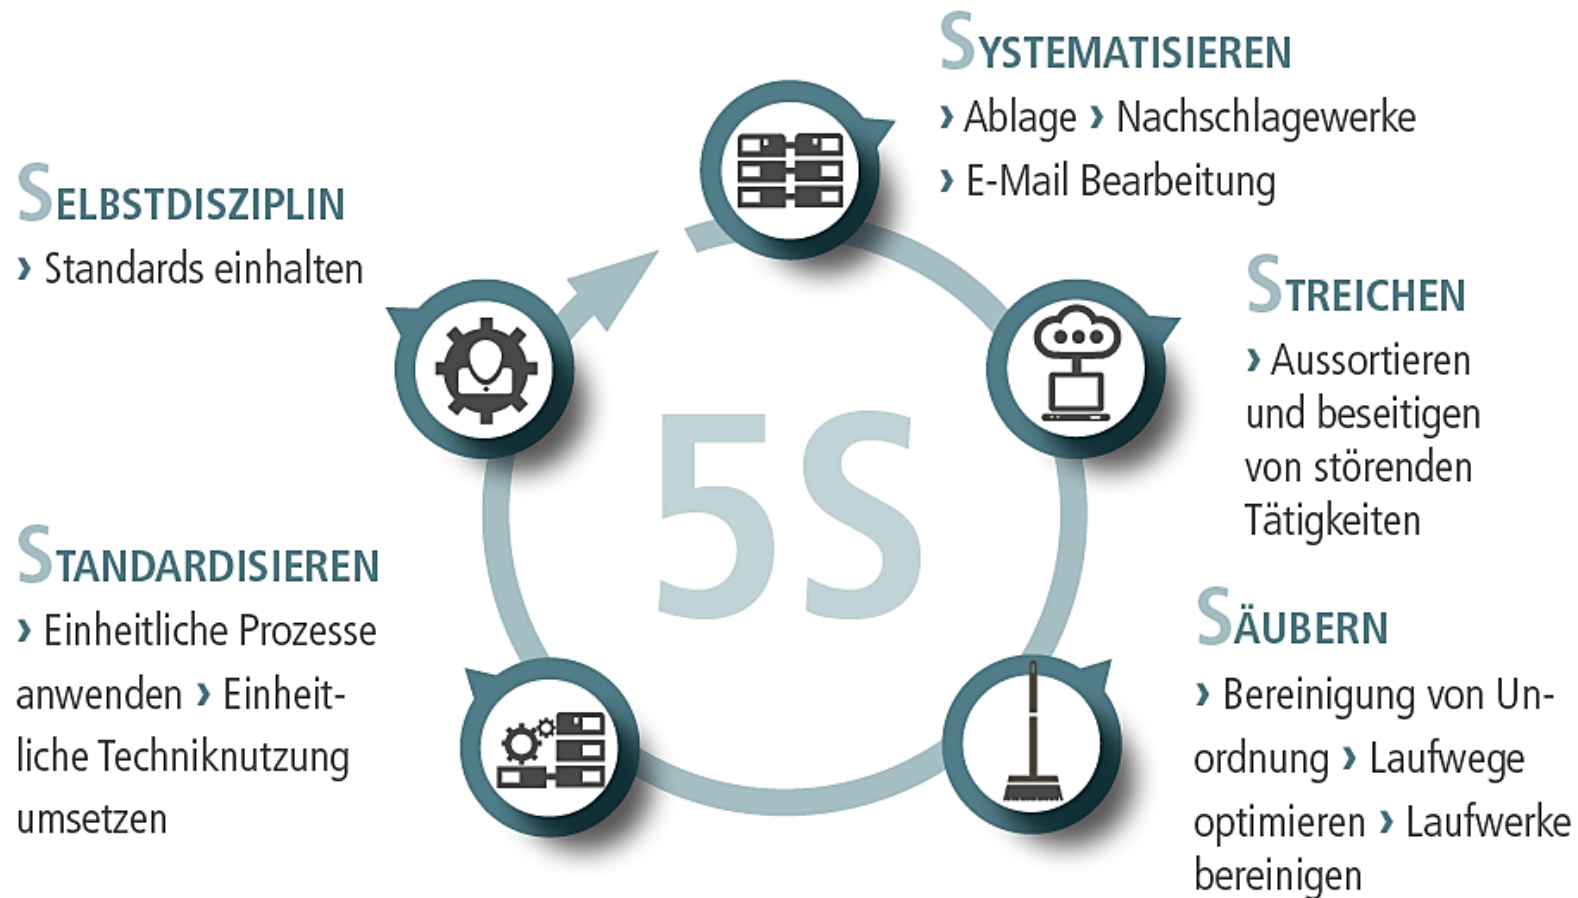 SYSTEMATISIEREN
› Ablage › Nachschlagewerke
› E-Mail Bearbeitung
STREICHEN
› Aussortieren
und beseitigen
von störenden
Tätigkeiten
SÄUBERN
› Bereinigung von Un-
ordnung › Laufwege
optimieren › Laufwerke
bereinigen
STANDARDISIEREN
› Einheitliche Prozesse
anwenden › Einheit-
liche Techniknutzung
umsetzen
SELBSTDISZIPLIN
› Standards einhalten
5S